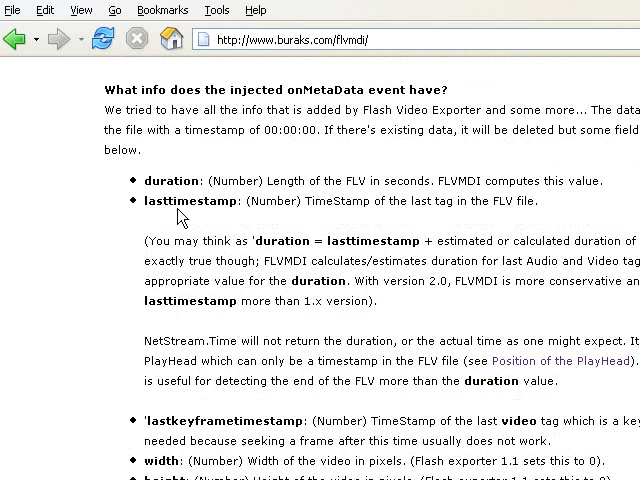 File Edit View Go Bookmarks Tools Help
http://www.buraks.com/flvmdi/
What info does the injected onMetaData event have?
We tried to have all the info that is added by Flash Video Exporter and some more... The data
the file with a timestamp of 00:00:00. If there's existing data, it will be deleted but some field
below.
duration: (Number) Length of the FLV in seconds. FLVMDI computes this value.
lasttimestamp: (Number) TimeStamp of the last tag in the FLV file.
(You may think as 'duration = lasttimestamp + estimated or calculated duration of
exactly true though; FLVMDI calculates/estimates duration for last Audio and Video tag
appropriate value for the duration. With version 2.0, FLVMDI is more conservative an
lasttimestamp more than 1.x version).
NetStream.Time will not return the duration, or the actual time as one might expect. It
PlayHead which can only be a timestamp in the FLV file (see Position of the PlayHead).
is useful for detecting the end of the FLV more than the duration value.
'lastkeyframetimestamp: (Number) TimeStamp of the last video tag which is a key
needed because seeking a frame after this time usually does not work.
width: (Number) Width of the video in pixels. (Flash exporter 1.1 sets this to 0).
height: (Number) Height of the video in pixels. (Flash exporter 1.1 sets this to 0).